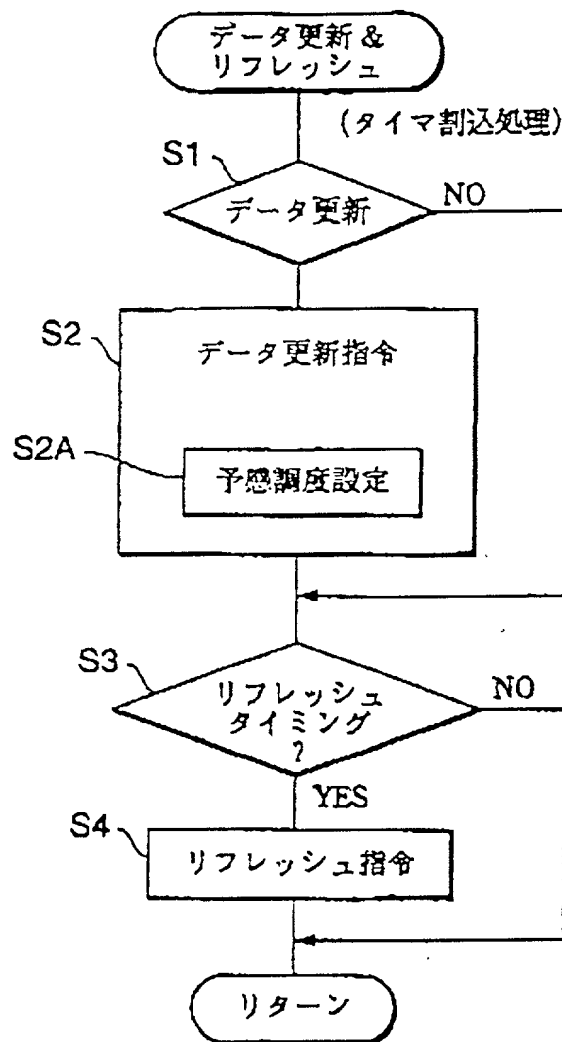 データ更新&
リフレッシュ
(タイマ割込処理)
S1
データ更新
NO
S2
データ更新指令
S2A
予感調度設定
S3
リフレッシュ
タイミング
?
NO
YES
S4
リフレッシュ指令
リターン